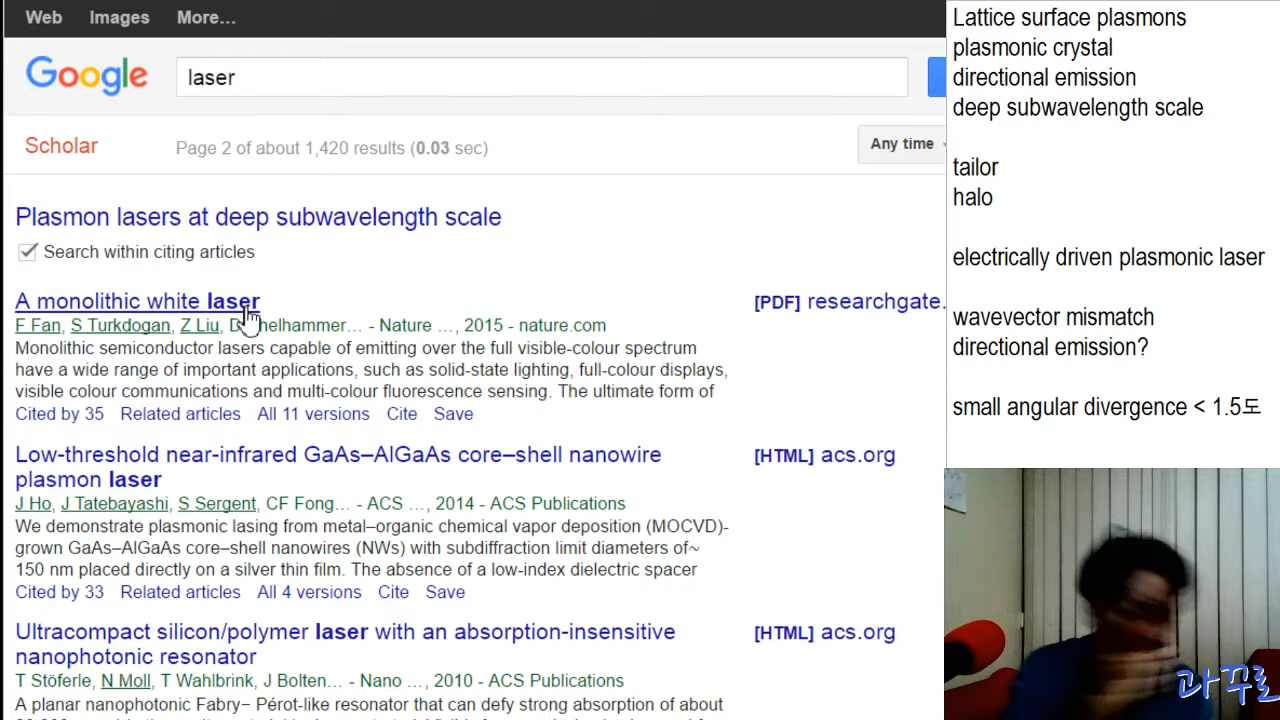 Web Images More…
Google
laser
Scholar
Page 2 of about 1,420 results (0.03 sec)
Any time
Plasmon lasers at deep subwavelength scale
Search within citing articles
A monolithic white laser
[PDF] researchgate.
F Fan, S Turkdogan, Z Liu, D helhammer… - Nature …, 2015 - nature.com
Monolithic semiconductor lasers capable of emitting over the full visible-colour spectrum
have a wide range of important applications, such as solid-state lighting, full-colour displays,
visible colour communications and multi-colour fluorescence sensing. The ultimate form of
Cited by 35 Related articles All 11 versions Cite Save
Low-threshold near-infrared GaAs–AlGaAs core–shell nanowire
plasmon laser
[HTML] acs.org
J Ho, J Tatebayashi, S Sergent, CF Fong… - ACS …, 2014 - ACS Publications
We demonstrate plasmonic lasing from metal–organic chemical vapor deposition (MOCVD)-
grown GaAs–AlGaAs core–shell nanowires (NWs) with subdiffraction limit diameters of~
150 nm placed directly on a silver thin film. The absence of a low-index dielectric spacer
Cited by 33 Related articles All 4 versions Cite Save
Ultracompact silicon/polymer laser with an absorption-insensitive
nanophotonic resonator
[HTML] acs.org
T Stöferle, N Moll, T Wahlbrink, J Bolten… - Nano …, 2010 - ACS Publications
A planar nanophotonic Fabry− Pérot-like resonator that can defy strong absorption of about
Lattice surface plasmons
plasmonic crystal
directional emission
deep subwavelength scale
tailor
halo
electrically driven plasmonic laser
wavevector mismatch
directional emission?
small angular divergence < 1.5도
과꾸로